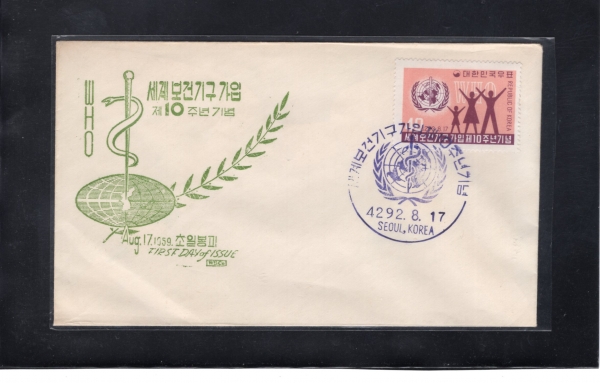 WHO
세계보건기구가입
제10주년기념
Aug. 17. 1959. 초일봉피
FIRST DAY of ISSUE
대한민국우표
REPUBLIC OF KOREA
WHO
40
세계보건기구가입제10주년기념
세계보건기구가입제10주년기념
4292. 8. 17
SEOUL, KOREA